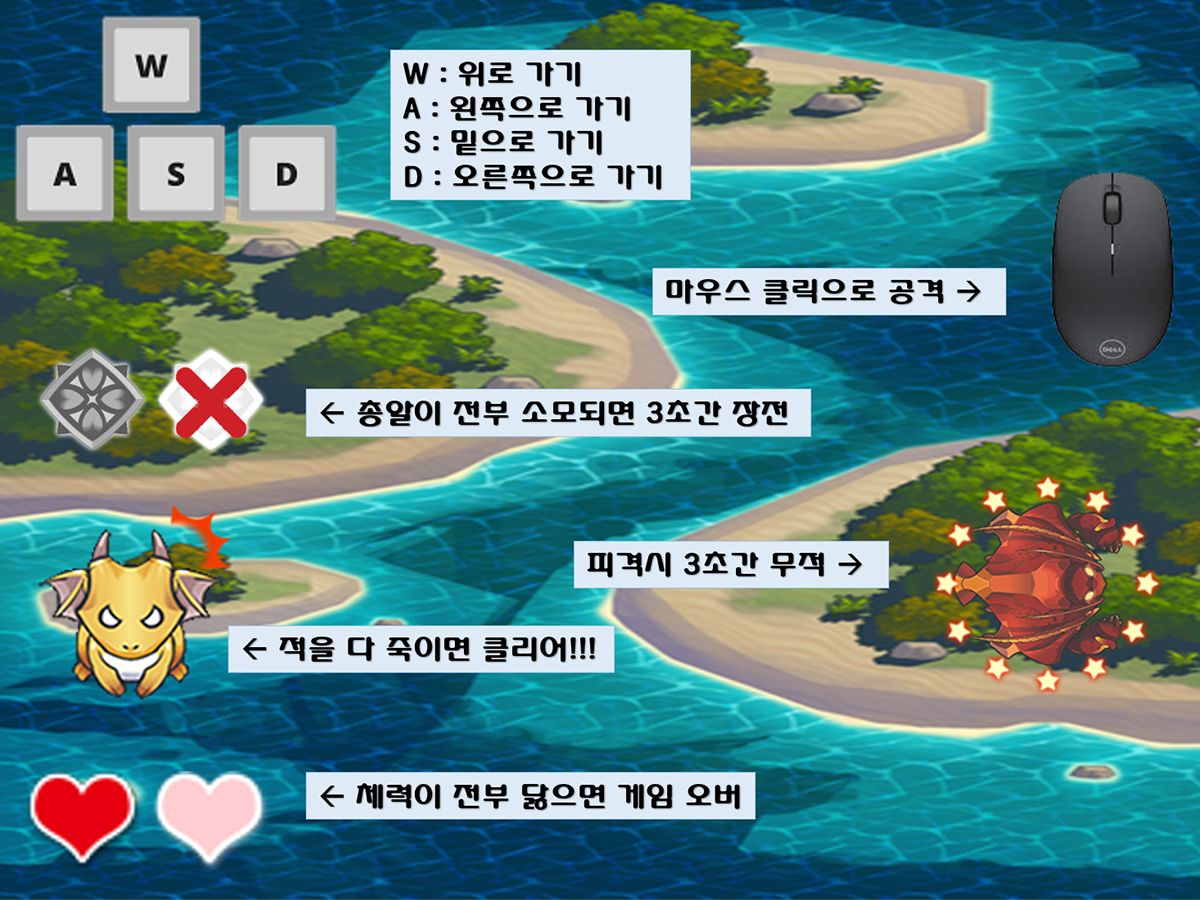 W
A S D
W : 위로 가기
A : 왼쪽으로 가기
S : 밑으로 가기
D : 오른쪽으로 가기
마우스 클릭으로 공격 →
DELL
← 총알이 전부 소모되면 3초간 장전
피격시 3초간 무적 →
← 적을 다 죽이면 클리어!!!
← 체력이 전부 닳으면 게임 오버